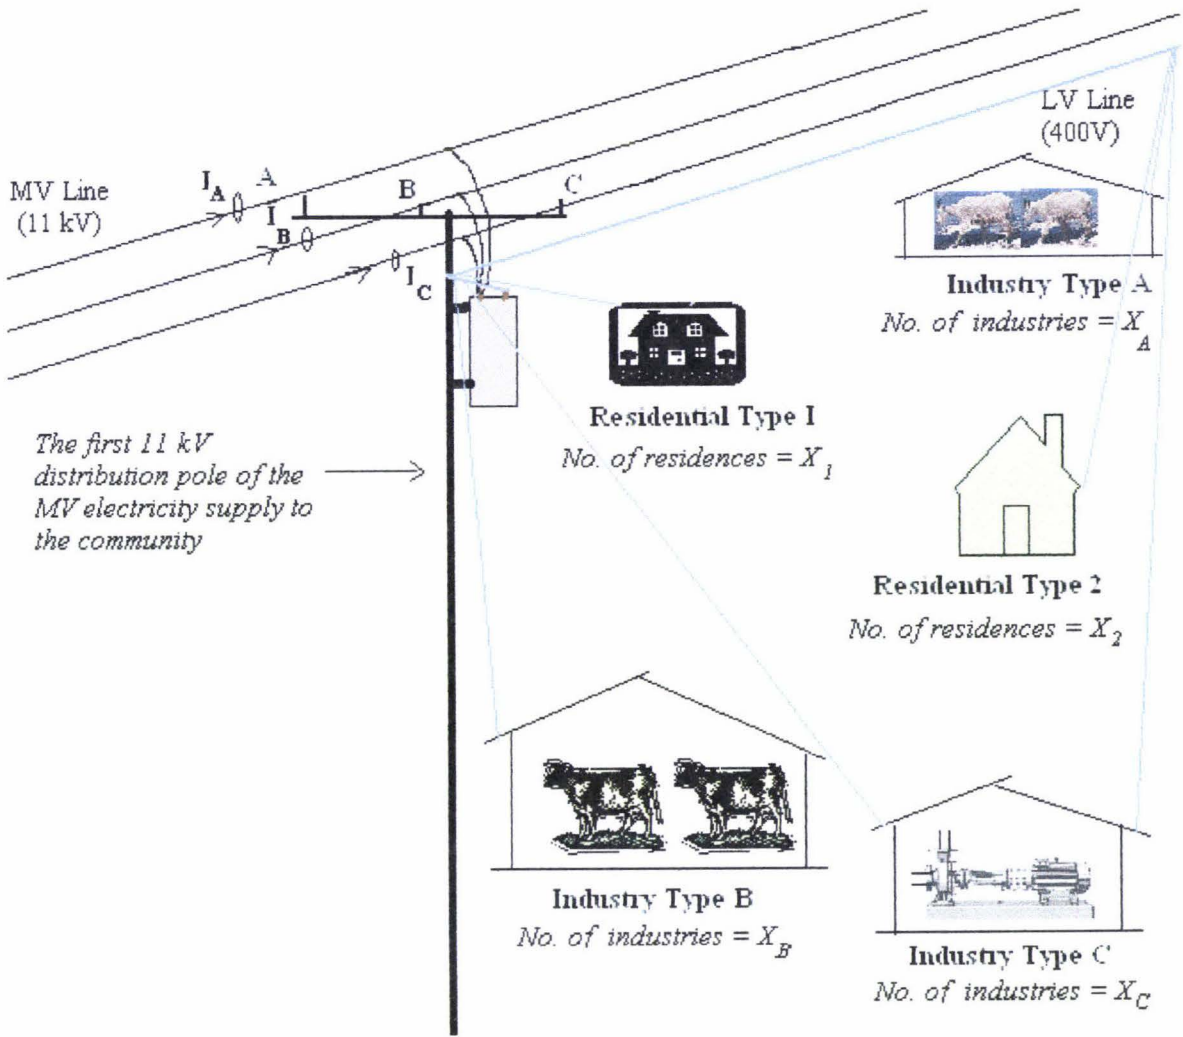 LV Line
(400V)
MV Line
(11 kV)
I_A
A
I_B
B
C
I_C
Industry Type A
No. of industries = X_A
Residential Type 1
No. of residences = X_1
The first 11 kV
distribution pole of the
MV electricity supply to
the community
Residential Type 2
No. of residences = X_2
Industry Type B
No. of industries = X_B
Industry Type C
No. of industries = X_C